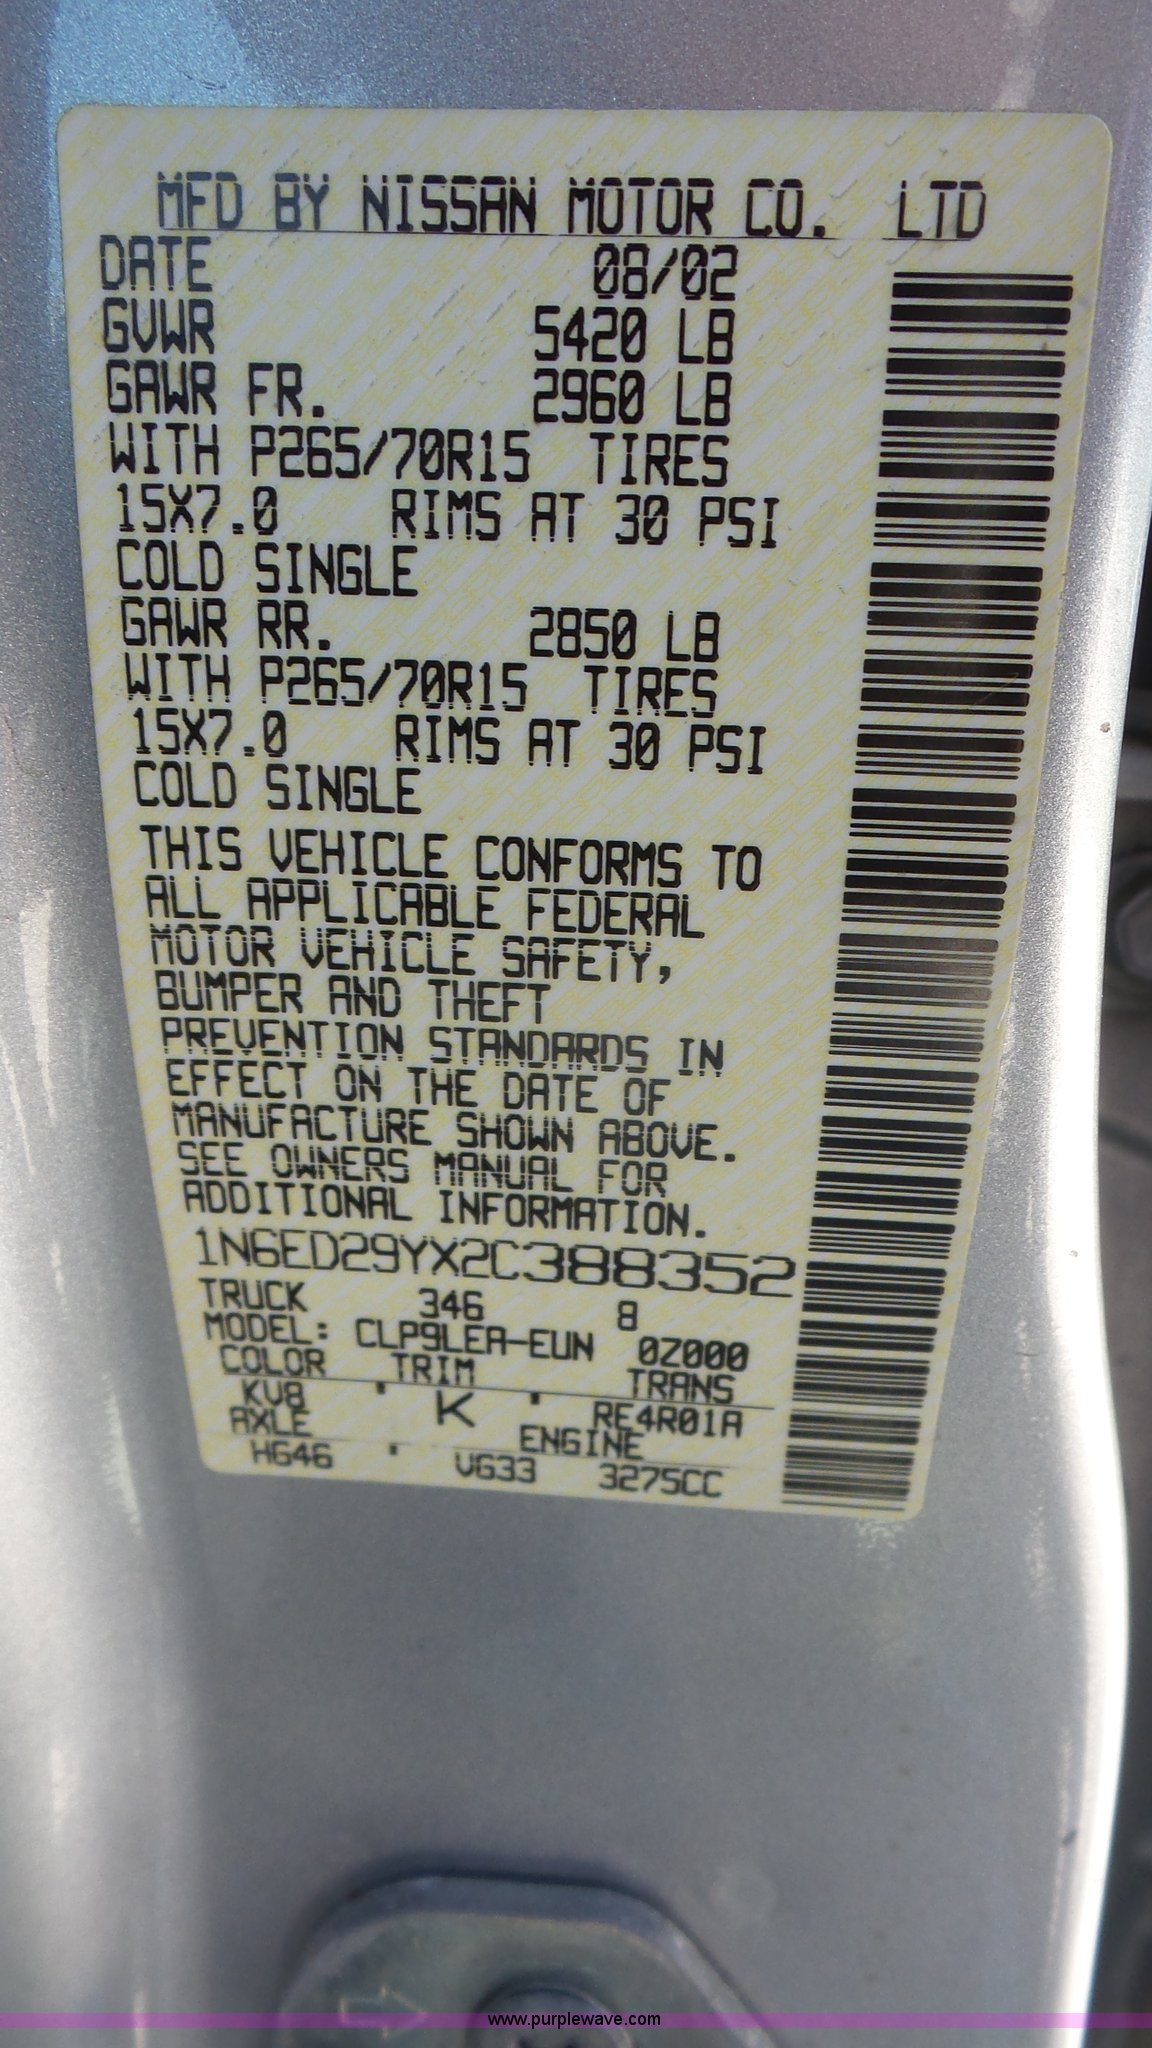 MFD BY NISSAN MOTOR CO. LTD
DATE 08/02
GVWR 5420 LB
GAWR FR. 2960 LB
WITH P265/70R15 TIRES
15X7.0 RIMS AT 30 PSI
COLD SINGLE
GAWR RR. 2850 LB
WITH P265/70R15 TIRES
15X7.0 RIMS AT 30 PSI
COLD SINGLE
THIS VEHICLE CONFORMS TO
ALL APPLICABLE FEDERAL
MOTOR VEHICLE SAFETY,
BUMPER AND THEFT
PREVENTION STANDARDS IN
EFFECT ON THE DATE OF
MANUFACTURE SHOWN ABOVE.
SEE OWNERS MANUAL FOR
ADDITIONAL INFORMATION.
1N6ED29YX2C388352
TRUCK 346 8
MODEL: CLP9LEA-EUN 0Z000
COLOR TRIM TRANS
KV8 K RE4R01A
AXLE ENGINE
HG46 VG33 3275CC
www.purplewave.com